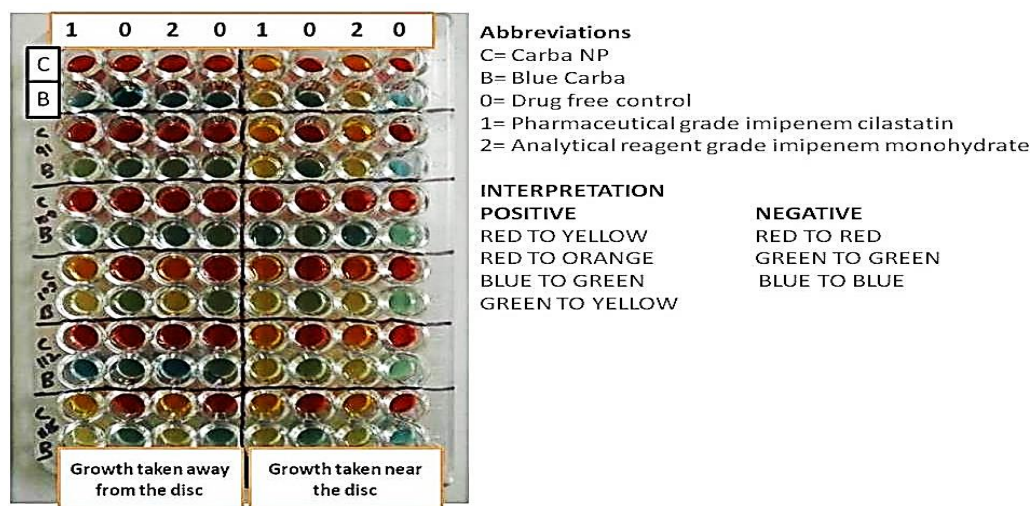 1 0 2 0 1 0 2 0
C
B
C
91
B
C
B
C
B
C
112
B
C
B
Growth taken away
from the disc
Growth taken near
the disc
Abbreviations
C= Carba NP
B= Blue Carba
0= Drug free control
1= Pharmaceutical grade imipenem cilastatin
2= Analytical reagent grade imipenem monohydrate
INTERPRETATION
POSITIVE NEGATIVE
RED TO YELLOW RED TO RED
RED TO ORANGE GREEN TO GREEN
BLUE TO GREEN BLUE TO BLUE
GREEN TO YELLOW